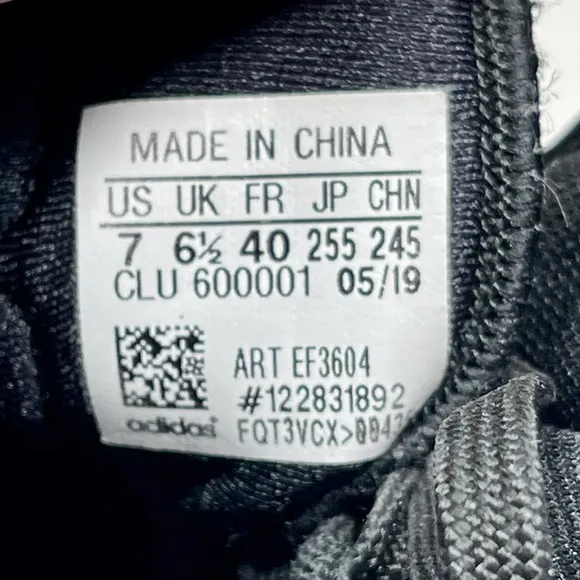 MADE IN CHINA
US UK FR JP CHN
7 6½ 40 255 245
CLU 600001 05/19
ART EF3604
#122831892
adidas